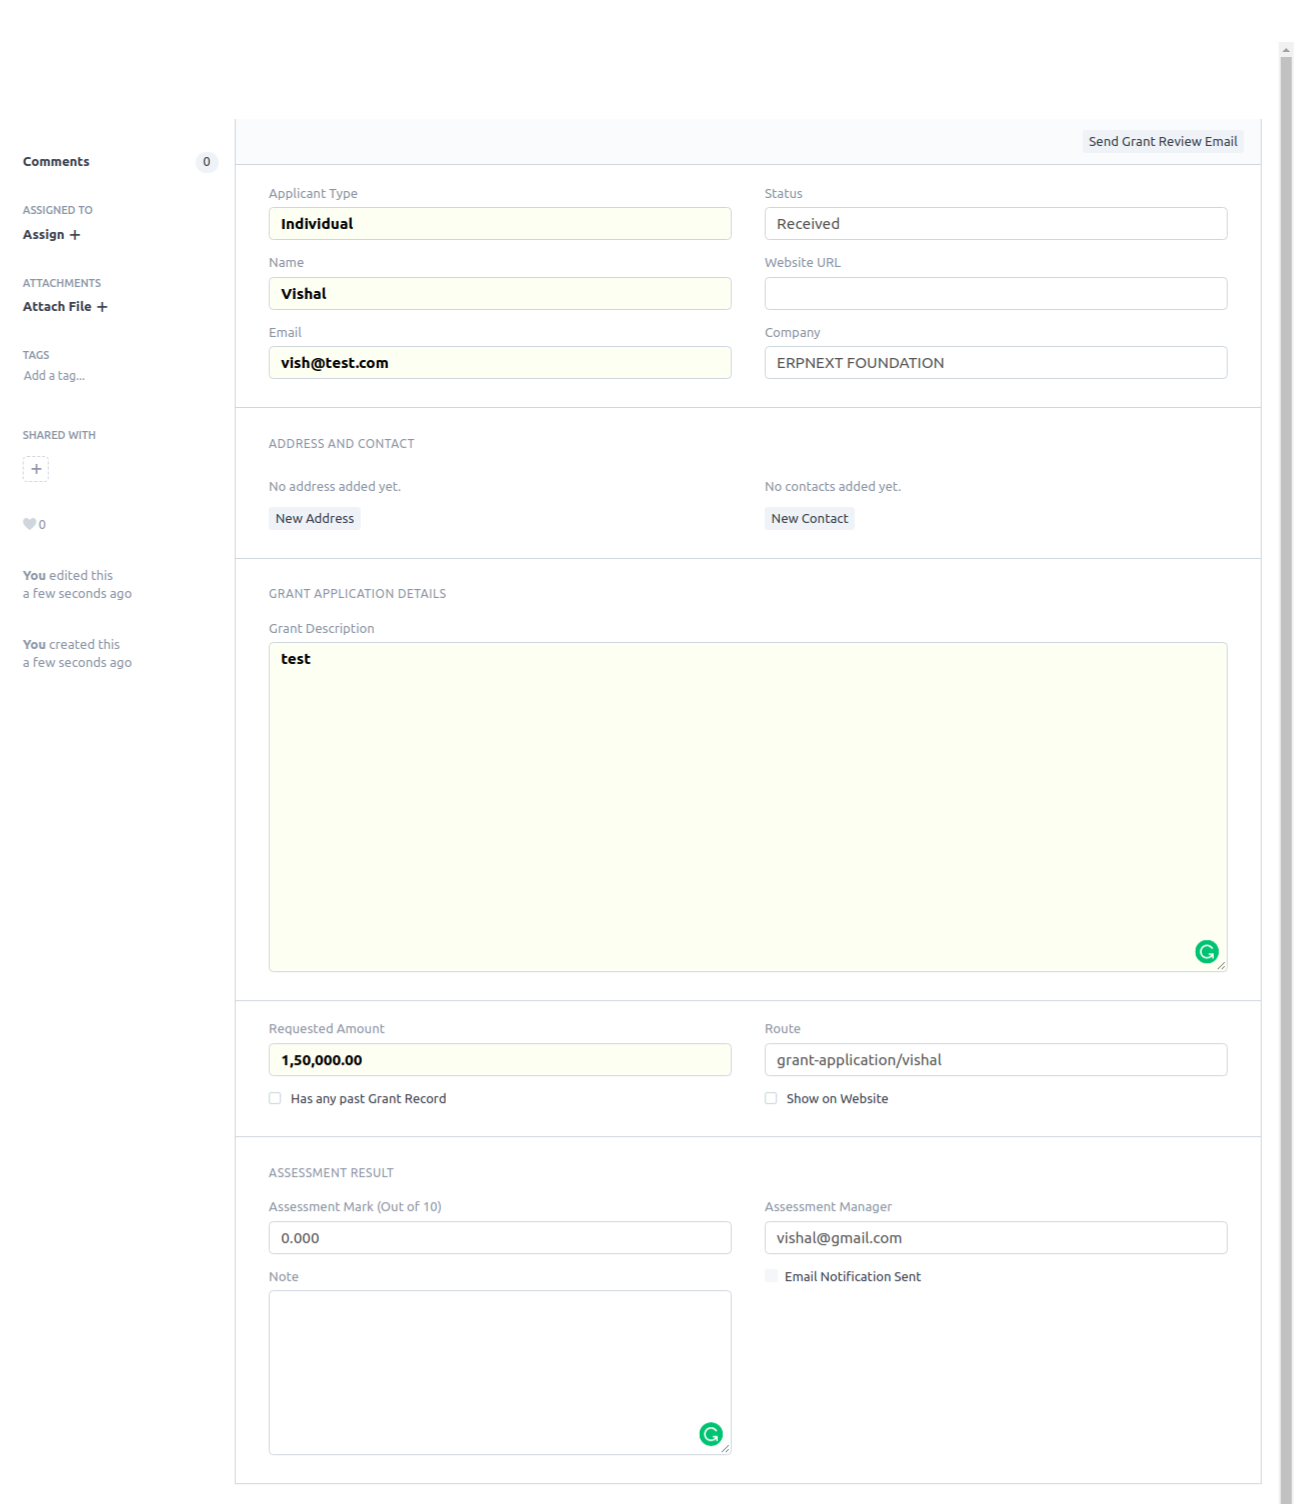 Comments 0
ASSIGNED TO
Assign +
ATTACHMENTS
Attach File +
TAGS
Add a tag...
SHARED WITH
+
0
You edited this
a few seconds ago
You created this
a few seconds ago
Send Grant Review Email
Applicant Type
Individual
Status
Received
Name
Vishal
Website URL
Email
vish@test.com
Company
ERPNEXT FOUNDATION
ADDRESS AND CONTACT
No address added yet.
New Address
No contacts added yet.
New Contact
GRANT APPLICATION DETAILS
Grant Description
test
Requested Amount
1,50,000.00
Has any past Grant Record
Route
grant-application/vishal
Show on Website
ASSESSMENT RESULT
Assessment Mark (Out of 10)
0.000
Note
Assessment Manager
vishal@gmail.com
Email Notification Sent